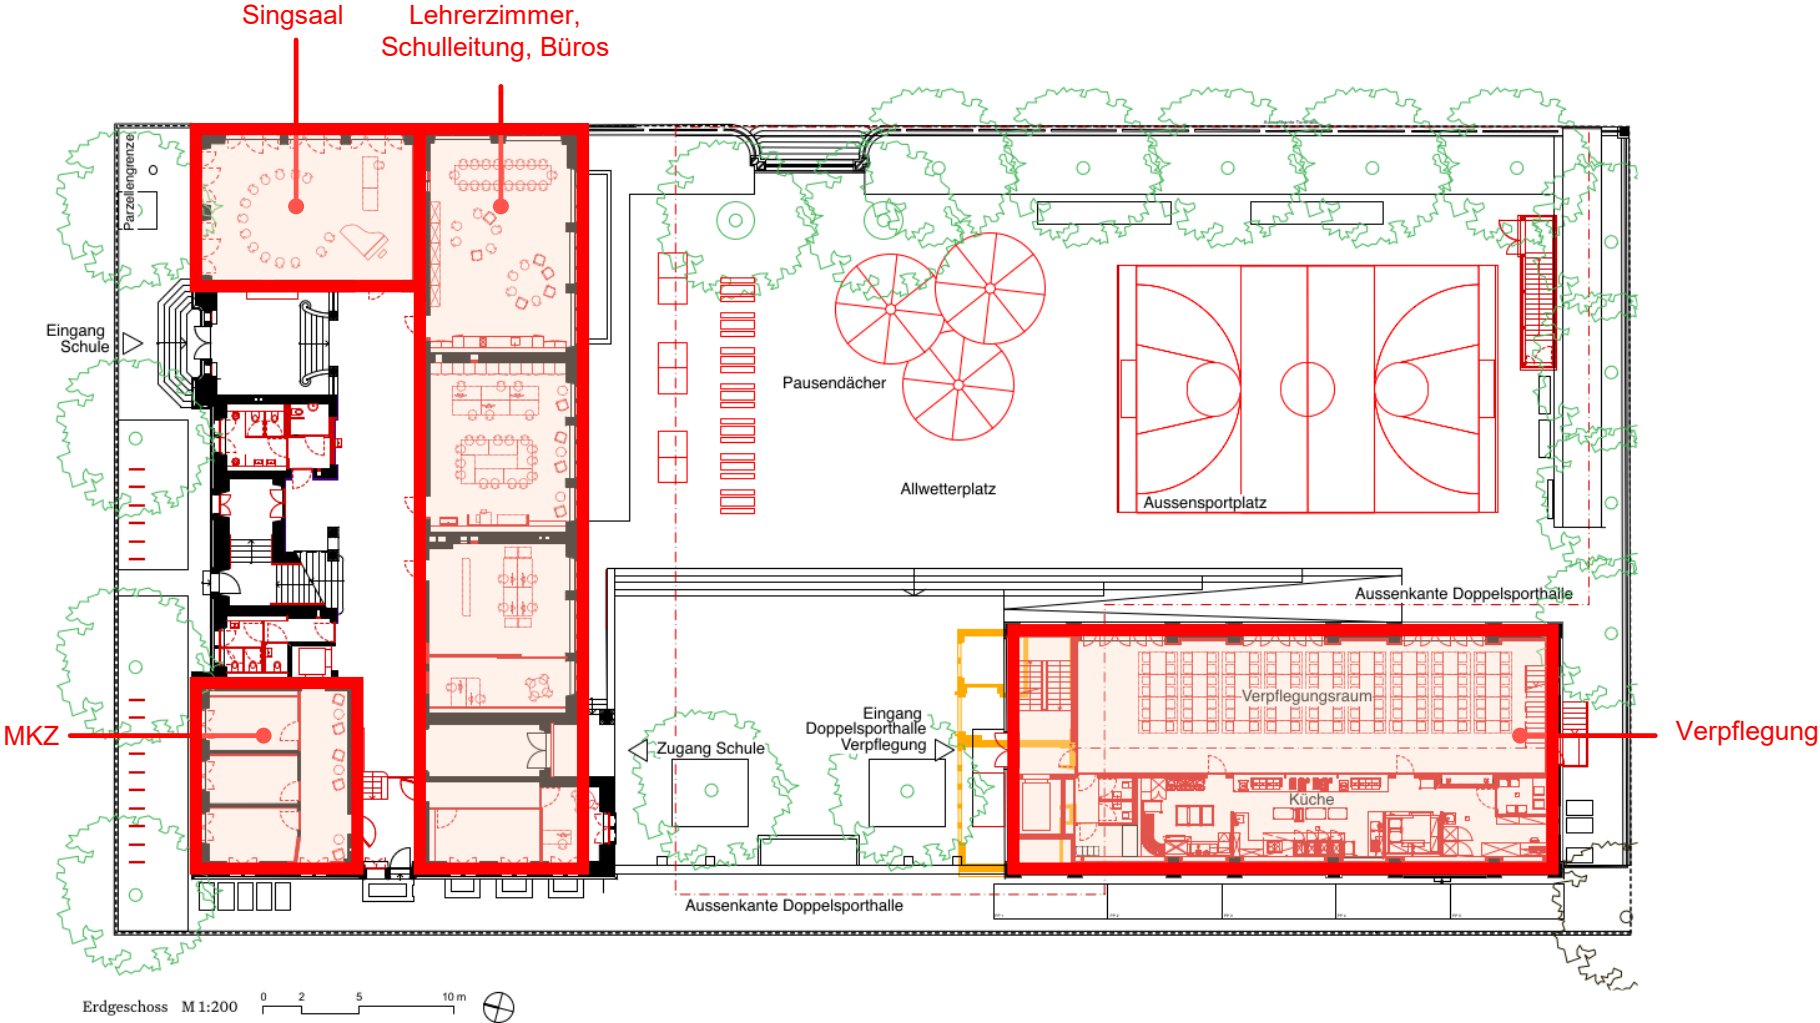 Singsaal
Lehrerzimmer,
Schulleitung, Büros
Parzellengrenze
Eingang
Schule
Pausendächer
Allwetterplatz
Aussensportplatz
Aussenkante Doppelsporthalle
MKZ
Zugang Schule
Eingang
Doppelsporthalle
Verpflegung
Verpflegungsraum
Küche
Verpflegung
Aussenkante Doppelsporthalle
Erdgeschoss M 1:200
0 2 5 10 m